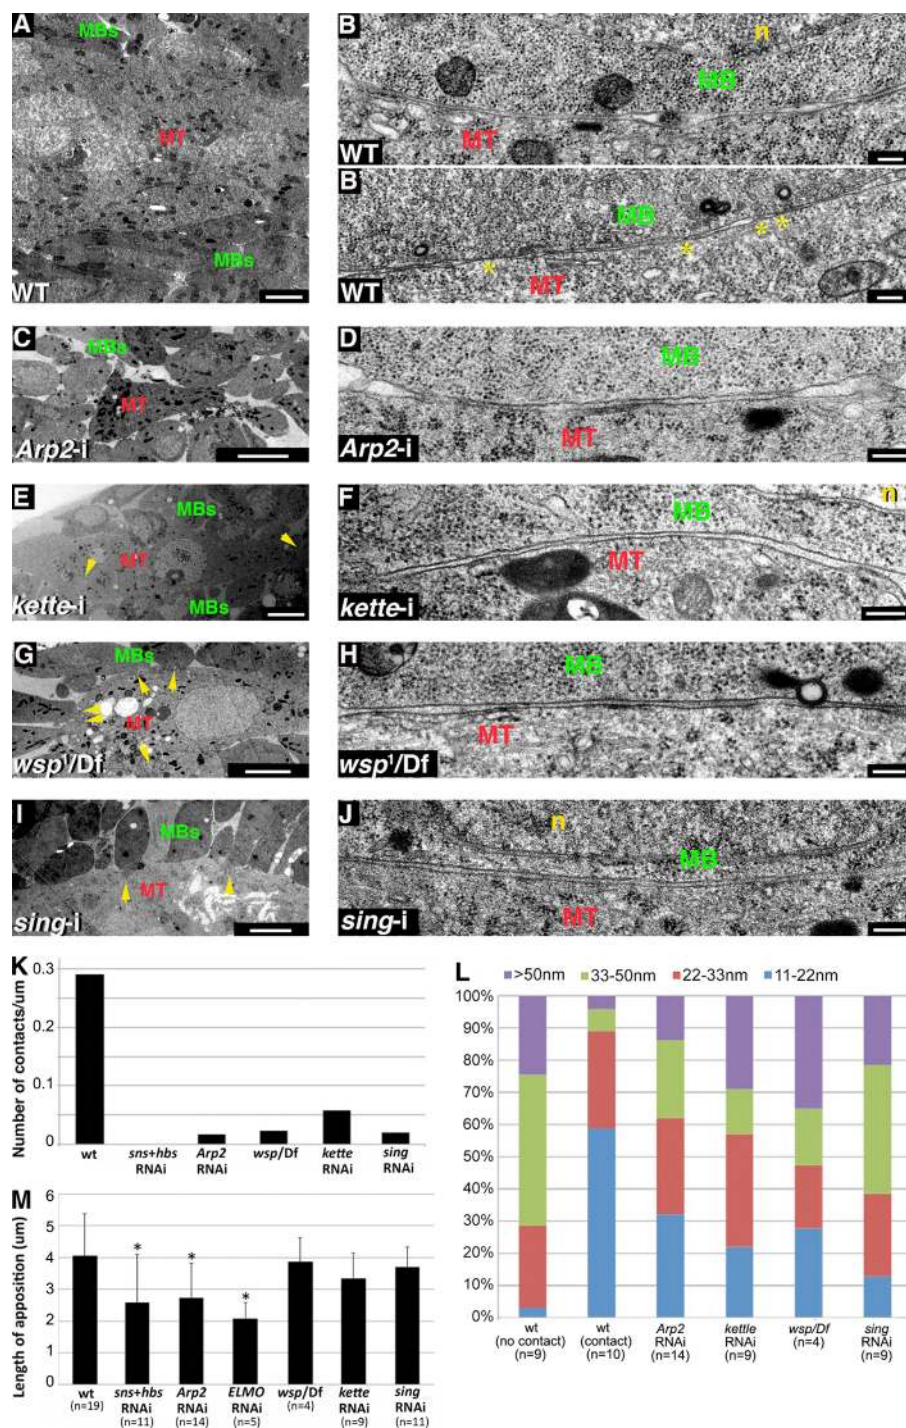 A
MBs
MT
MBs
WT
B
n
MB
MT
WT
B'
MB
* * * *
MT
WT
C
MBs
MT
Arp2-i
D
MB
MT
Arp2-i
E
MBs
MT
MBs
kette-i
F
n
MB
MT
kette-i
G
MBs
MT
wsp¹/Df
H
MB
MT
wsp¹/Df
I
MBs
MT
sing-i
J
n
MB
MT
sing-i
K
Number of contacts/um
0.3
0.2
0.1
0
wt
sns+hbs RNAi
Arp2 RNAi
wsp/Df
kette RNAi
sing RNAi
L
>50nm 33-50nm 22-33nm 11-22nm
100%
90%
80%
70%
60%
50%
40%
30%
20%
10%
0%
wt (no contact) (n=9)
wt (contact) (n=10)
Arp2 RNAi (n=14)
kettle RNAi (n=9)
wsp/Df (n=4)
sing RNAi (n=9)
M
Length of apposition (um)
6
5
4
3
2
1
0
* * *
wt (n=19)
sns+hbs RNAi (n=11)
Arp2 RNAi (n=14)
ELMO RNAi (n=5)
wsp/Df (n=4)
kette RNAi (n=9)
sing RNAi (n=11)